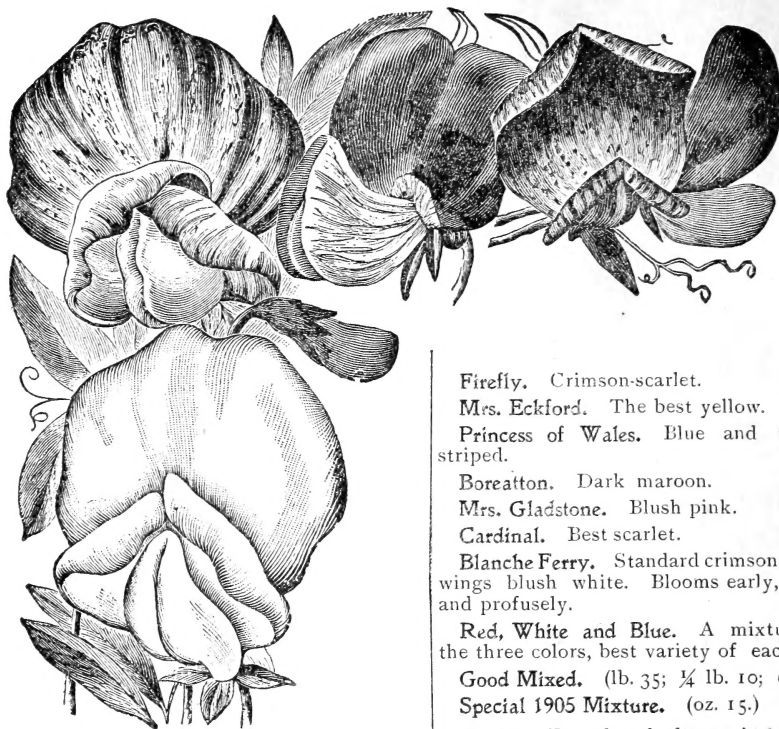 Firefly. Crimson-scarlet.
Mrs. Eckford. The best yellow.
Princess of Wales. Blue and
striped.
Boreatton. Dark maroon.
Mrs. Gladstone. Blush pink.
Cardinal. Best scarlet.
Blanche Ferry. Standard crimson
wings blush white. Blooms early,
and profusely.
Red, White and Blue. A
the three colors, best variety of
Good Mixed. (lb. 35; ¼ lb. 10;
Special 1905 Mixture. (oz. 15.)